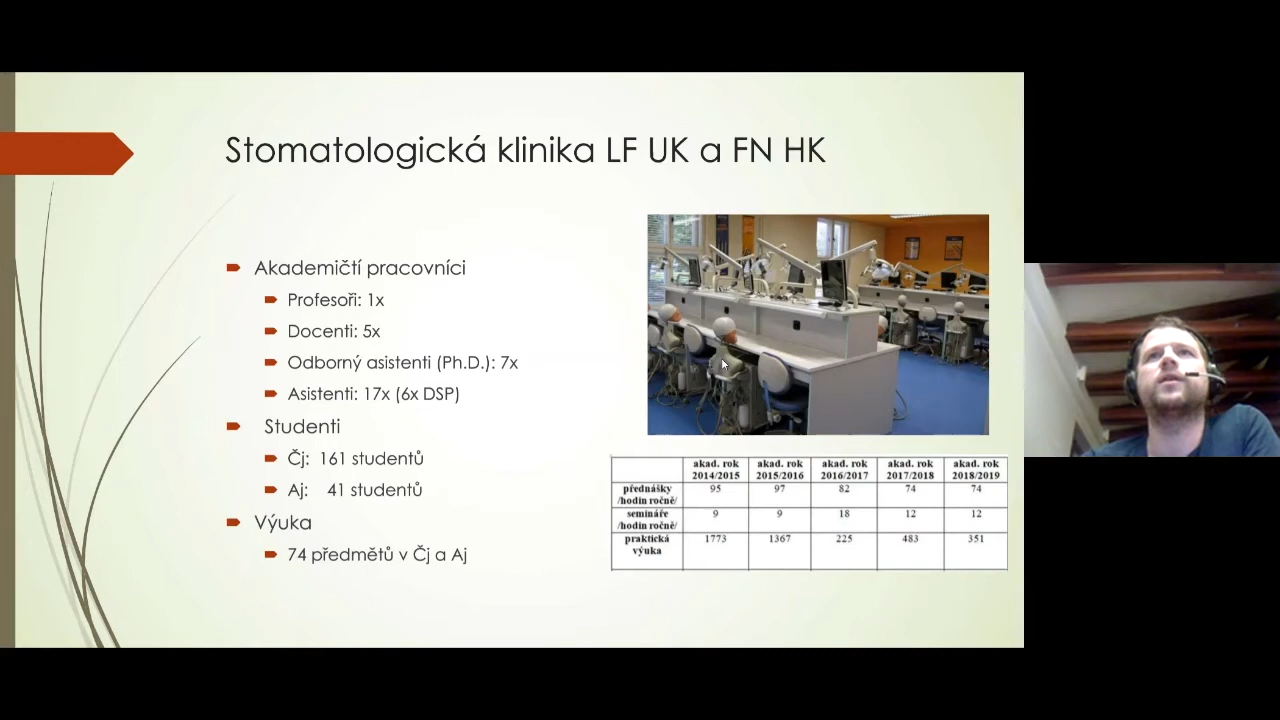 Stomatologická klinika LF UK a FN HK
Akademičtí pracovníci
Profesoři: 1x
Docenti: 5x
Odborný asistenti (Ph.D.): 7x
Asistenti: 17x (6x DSP)
Studenti
Čj: 161 studentů
Aj: 41 studentů
Výuka
74 předmětů v Čj a Aj
akad. rok 2014/2015 akad. rok 2015/2016 akad. rok 2016/2017 akad. rok 2017/2018 akad. rok 2018/2019
přednášky /hodin ročně/ 95 97 82 74 74
semináře /hodin ročně/ 9 9 18 12 12
praktická výuka 1773 1367 225 483 351